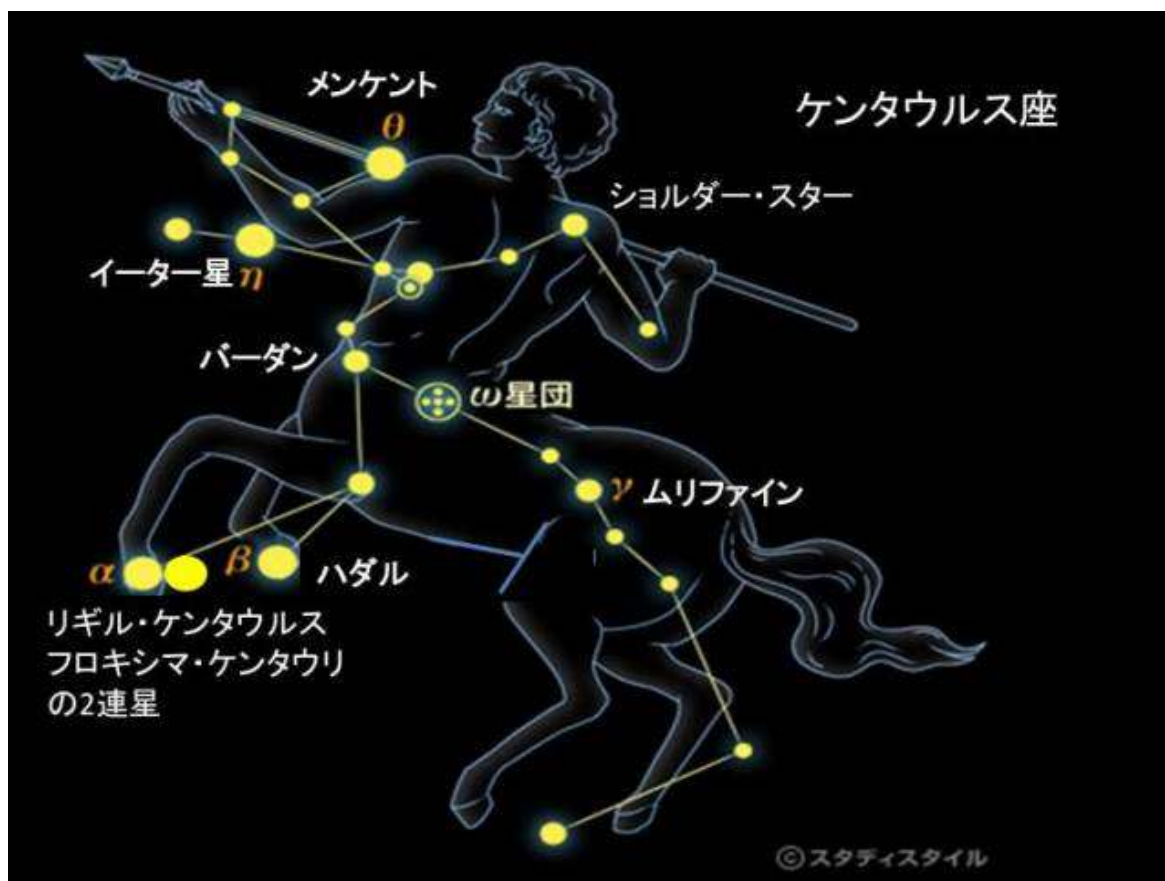 メンケント
θ
ケンタウルス座
ショルダー・スター
イーター星 η
バーダン
ω星団
γ ムリファイン
α
β ハダル
リギル・ケンタウルス
フロキシマ・ケンタウリ
の2連星
©スタディスタイル